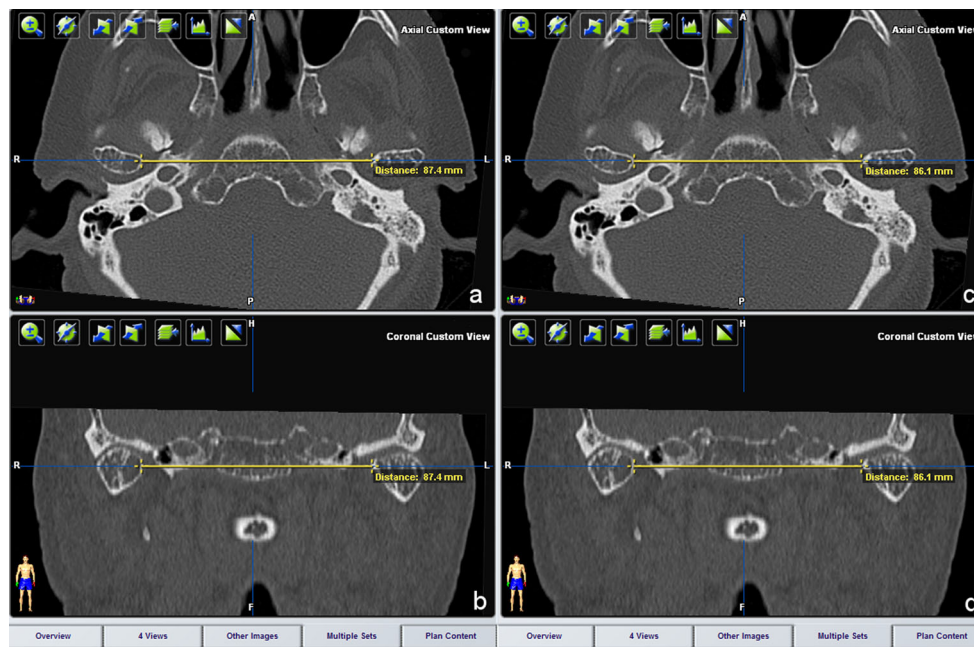 A
Axial Custom View
R
L
Distance: 87.4 mm
P
a
A
Axial Custom View
R
Distance: 86.1 mm
P
c
H
Coronal Custom View
R
L
Distance: 87.4 mm
F
b
H
Coronal Custom View
R
Distance: 86.1 mm
F
d
Overview 4 Views Other Images Multiple Sets Plan Content
Overview 4 Views Other Images Multiple Sets Plan Content